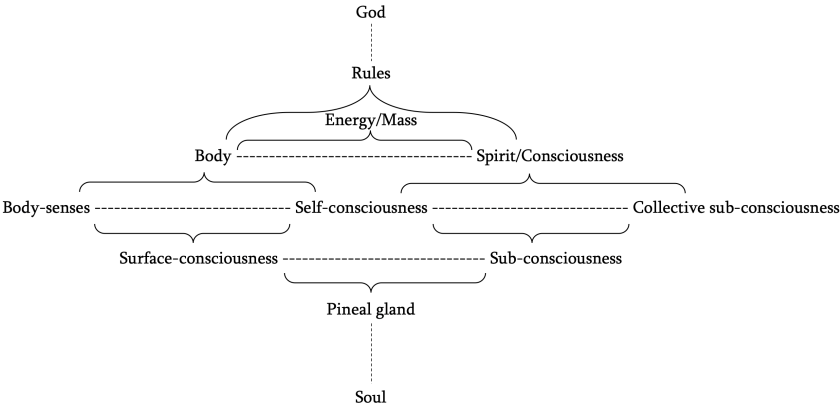 God
Rules
Energy/Mass
Body
Spirit/Consciousness
Body-senses
Self-consciousness
Collective sub-consciousness
Surface-consciousness
Sub-consciousness
Pineal gland
Soul